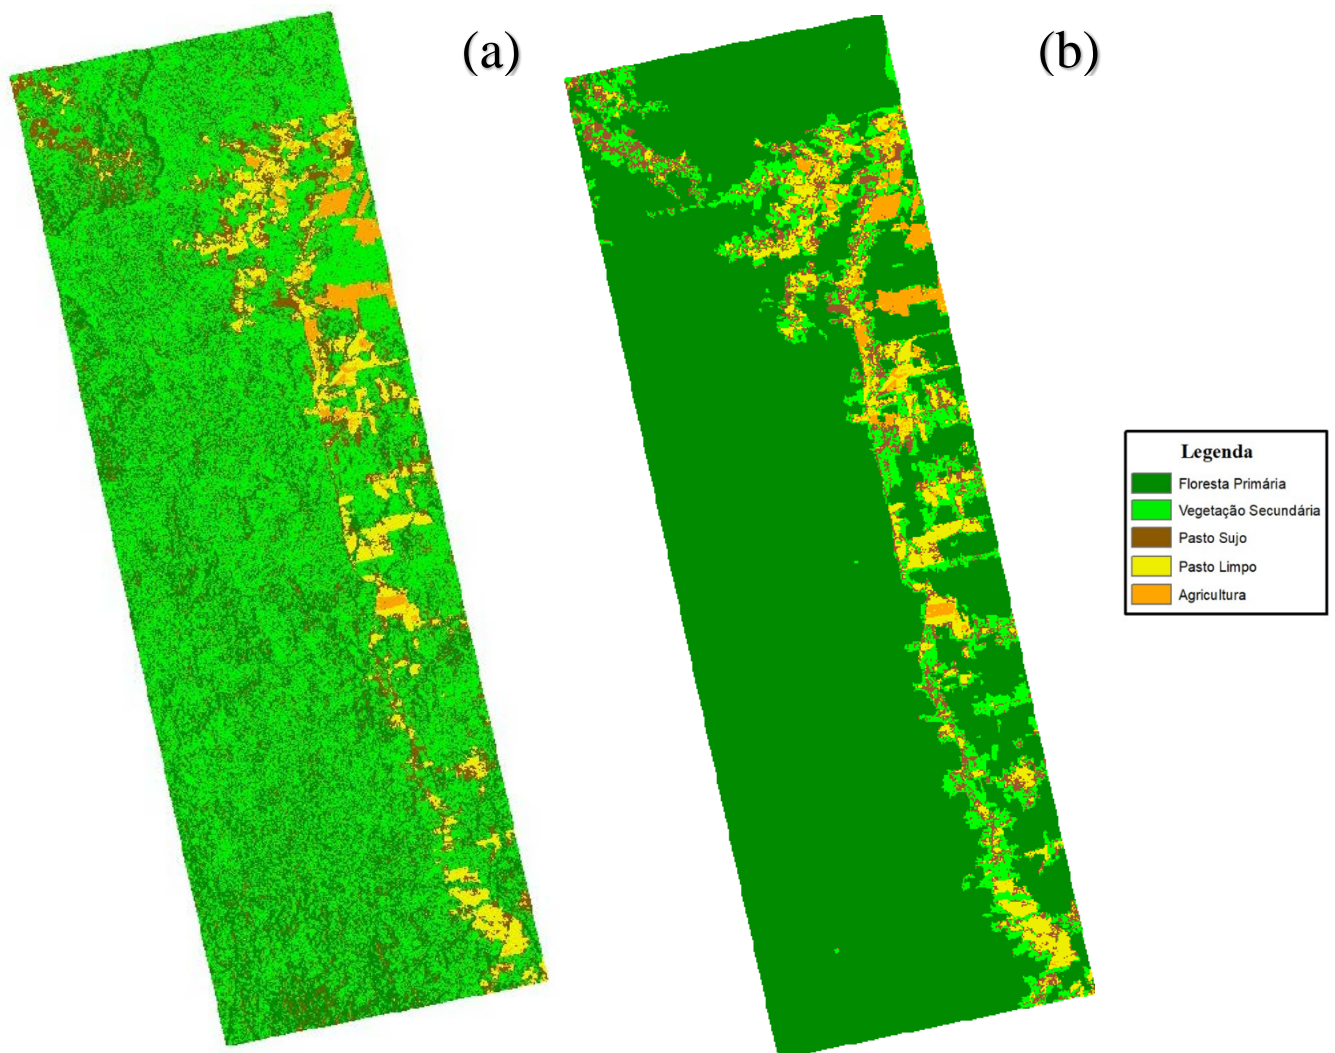 (a)
(b)
Legenda
Floresta Primária
Vegetação Secundária
Pasto Sujo
Pasto Limpo
Agricultura